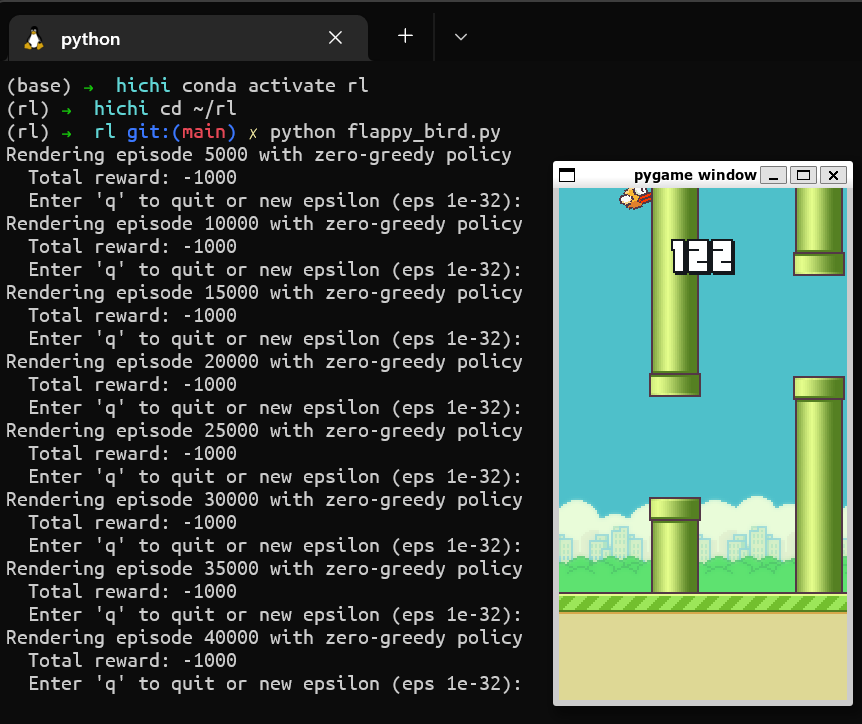 python
(base) → hichi conda activate rl
(rl) → hichi cd ~/rl
(rl) → rl git:(main) ✗ python flappy_bird.py
Rendering episode 5000 with zero-greedy policy
  Total reward: -1000
  Enter 'q' to quit or new epsilon (eps 1e-32):
Rendering episode 10000 with zero-greedy policy
  Total reward: -1000
  Enter 'q' to quit or new epsilon (eps 1e-32):
Rendering episode 15000 with zero-greedy policy
  Total reward: -1000
  Enter 'q' to quit or new epsilon (eps 1e-32):
Rendering episode 20000 with zero-greedy policy
  Total reward: -1000
  Enter 'q' to quit or new epsilon (eps 1e-32):
Rendering episode 25000 with zero-greedy policy
  Total reward: -1000
  Enter 'q' to quit or new epsilon (eps 1e-32):
Rendering episode 30000 with zero-greedy policy
  Total reward: -1000
  Enter 'q' to quit or new epsilon (eps 1e-32):
Rendering episode 35000 with zero-greedy policy
  Total reward: -1000
  Enter 'q' to quit or new epsilon (eps 1e-32):
Rendering episode 40000 with zero-greedy policy
  Total reward: -1000
  Enter 'q' to quit or new epsilon (eps 1e-32):
pygame window
122